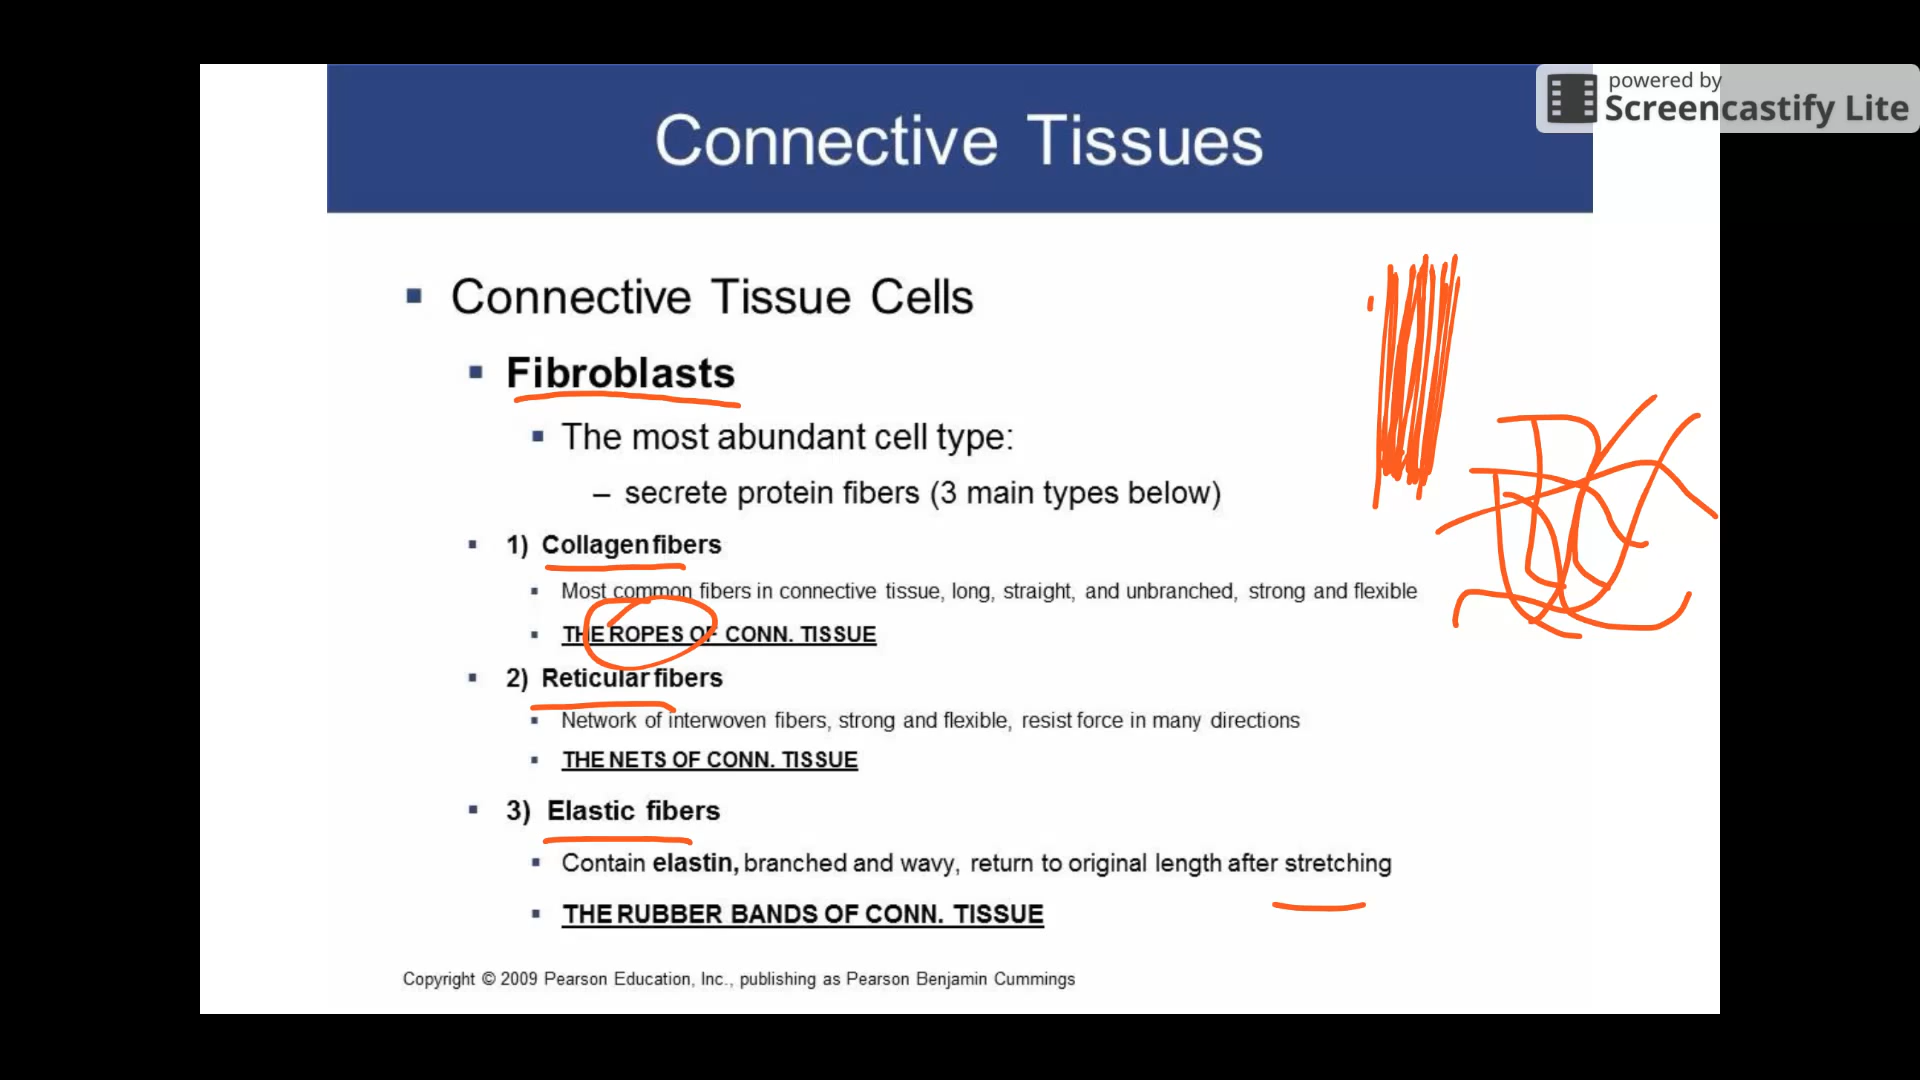 powered by
Screencastify Lite
Connective Tissues
Connective Tissue Cells
Fibroblasts
The most abundant cell type:
– secrete protein fibers (3 main types below)
1) Collagen fibers
Most common fibers in connective tissue, long, straight, and unbranched, strong and flexible
THE ROPES OF CONN. TISSUE
2) Reticular fibers
Network of interwoven fibers, strong and flexible, resist force in many directions
THE NETS OF CONN. TISSUE
3) Elastic fibers
Contain elastin, branched and wavy, return to original length after stretching
THE RUBBER BANDS OF CONN. TISSUE
Copyright © 2009 Pearson Education, Inc., publishing as Pearson Benjamin Cummings